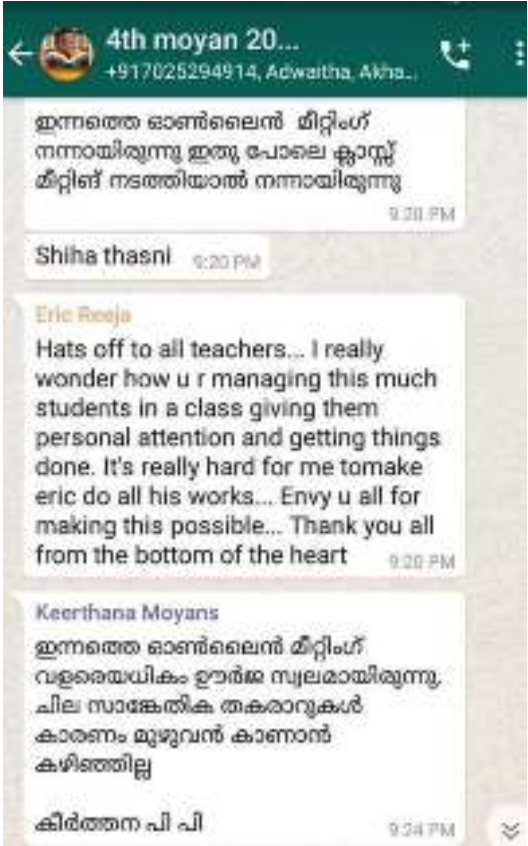 4th moyan 20...
+917025294914, Adwaitha, Akha...
ഇന്നത്തെ ഓൺലൈൻ മീറ്റിംഗ്
നന്നായിരുന്നു ഇതു പോലെ ക്ലാസ്സ്
മീറ്റിങ് നടത്തിയാൽ നന്നായിരുന്നു
9:20 PM
Shiha thasni 9:20 PM
Eric Reeja
Hats off to all teachers... I really
wonder how u r managing this much
students in a class giving them
personal attention and getting things
done. It's really hard for me tomake
eric do all his works... Envy u all for
making this possible... Thank you all
from the bottom of the heart 9:20 PM
Keerthana Moyans
ഇന്നത്തെ ഓൺലൈൻ മീറ്റിംഗ്
വളരെയധികം ഊർജ സ്വലമായിരുന്നു.
ചില സാങ്കേതിക തകരാറുകൾ
കാരണം മുഴുവൻ കാണാൻ
കഴിഞ്ഞില്ല
കീർത്തന പി പി 9:24 PM